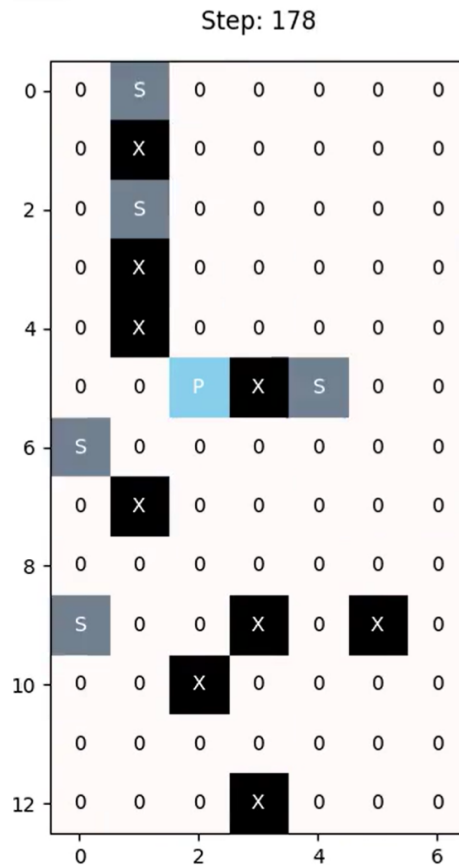 Step: 178
0 0 S 0 0 0 0 0
0 X 0 0 0 0 0
2 0 S 0 0 0 0 0
0 X 0 0 0 0 0
4 0 X 0 0 0 0 0
0 0 P X S 0 0
6 S 0 0 0 0 0 0
0 X 0 0 0 0 0
8 0 0 0 0 0 0 0
S 0 0 X 0 X 0
10 0 0 X 0 0 0 0
0 0 0 0 0 0 0
12 0 0 0 X 0 0 0
0 2 4 6